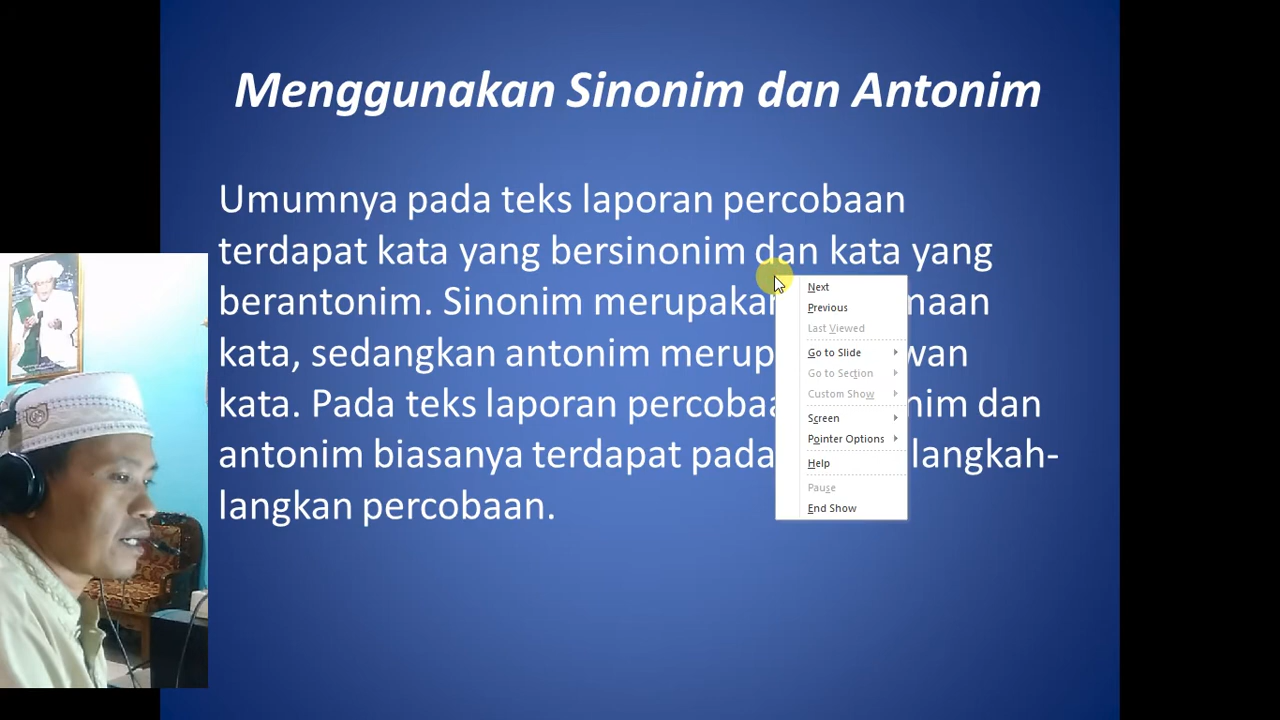 Menggunakan Sinonim dan Antonim
Umumnya pada teks laporan percobaan
terdapat kata yang bersinonim dan kata yang
berantonim. Sinonim merupakan
kata, sedangkan antonim
kata. Pada teks laporan dan
antonim biasanya terdapat pada langkah-
langkan percobaan.
Next
Previous
Last Viewed
Go to Slide
Go to Section
Custom Show
Screen
Pointer Options
Help
Pause
End Show